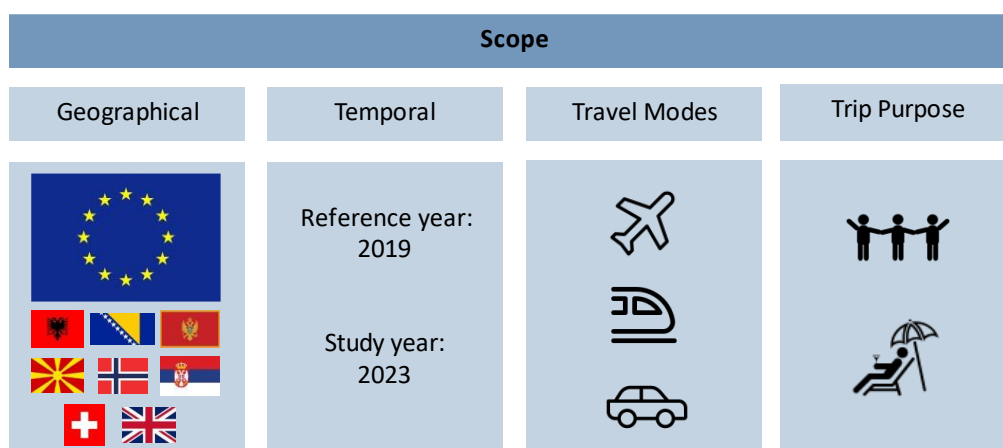 Scope
Geographical
Temporal
Travel Modes
Trip Purpose
Reference year:
2019
Study year:
2023